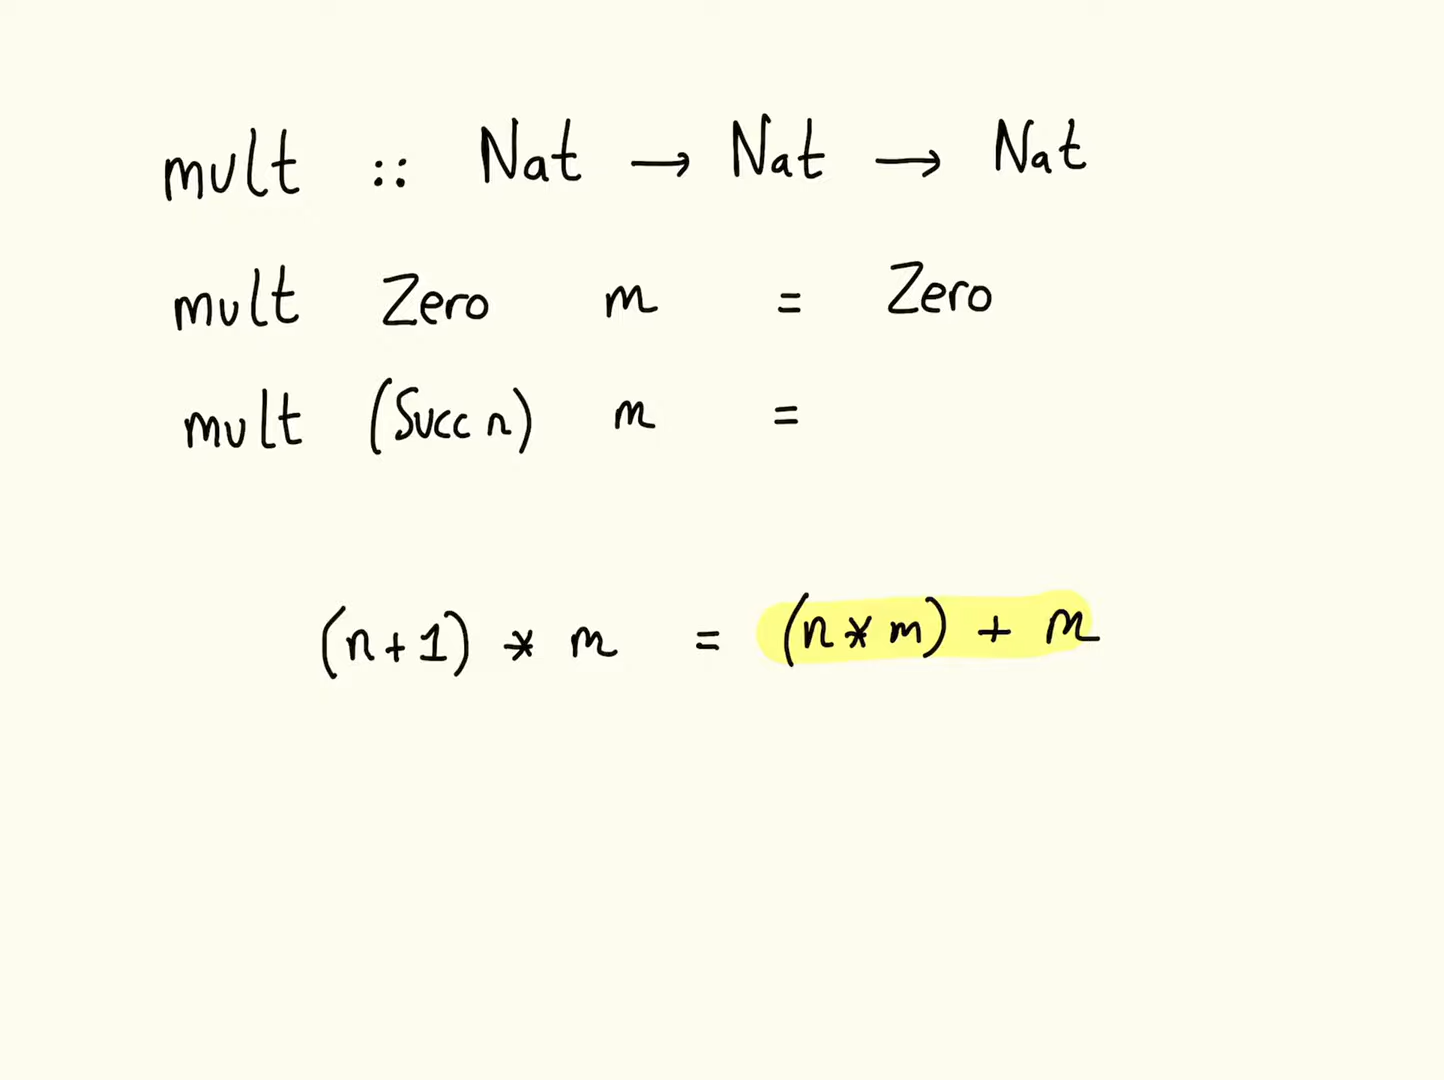 mult :: Nat → Nat → Nat
mult Zero m = Zero
mult (Succ n) m =
(n+1) * m = (n * m) + m